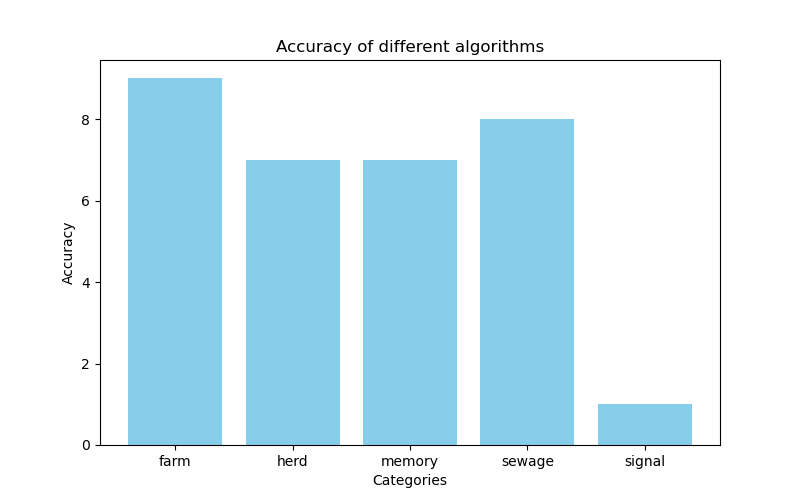 Accuracy of different algorithms
Accuracy
8
6
4
2
0
farm herd memory sewage signal
Categories